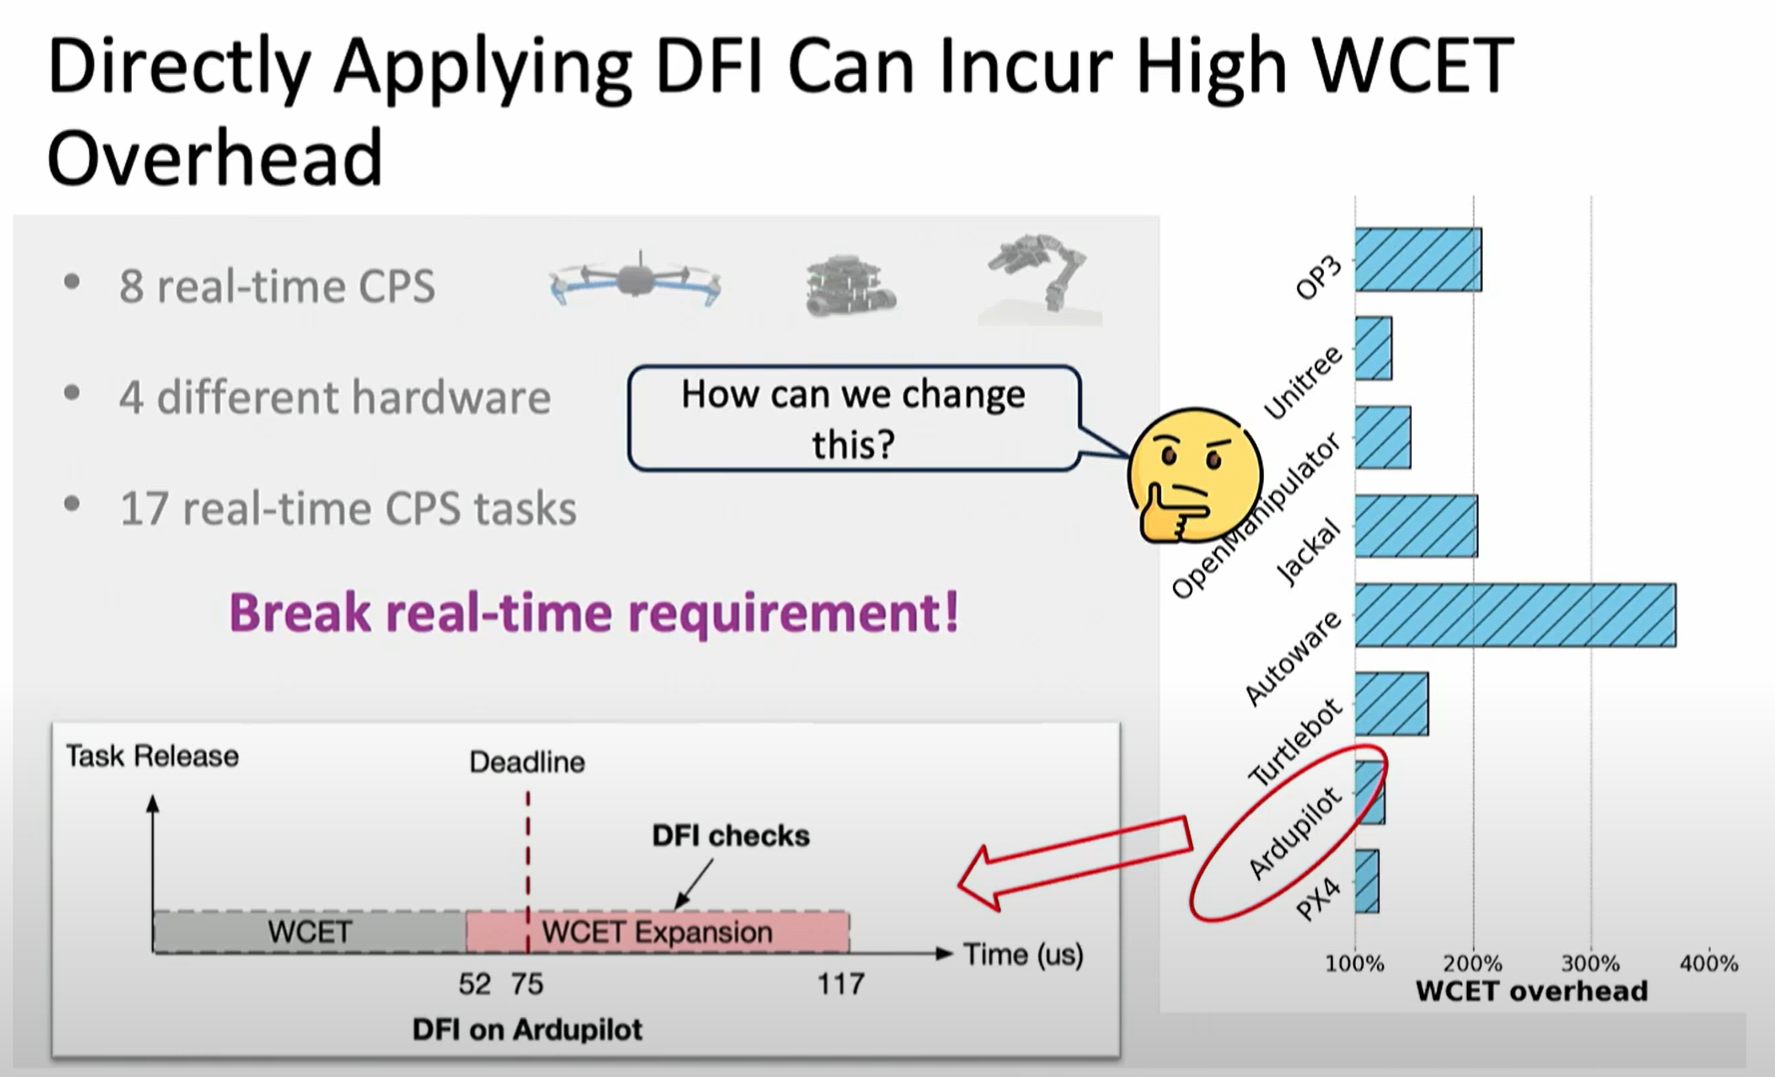 Directly Applying DFI Can Incur High WCET
Overhead
• 8 real-time CPS
• 4 different hardware
• 17 real-time CPS tasks
How can we change
this?
Break real-time requirement!
Task Release
Deadline
DFI checks
WCET
WCET Expansion
Time (us)
52 75 117
DFI on Ardupilot
OP3
Unitree
OpenManipulator
Jackal
Autoware
Turtlebot
Ardupilot
PX4
100% 200% 300% 400%
WCET overhead